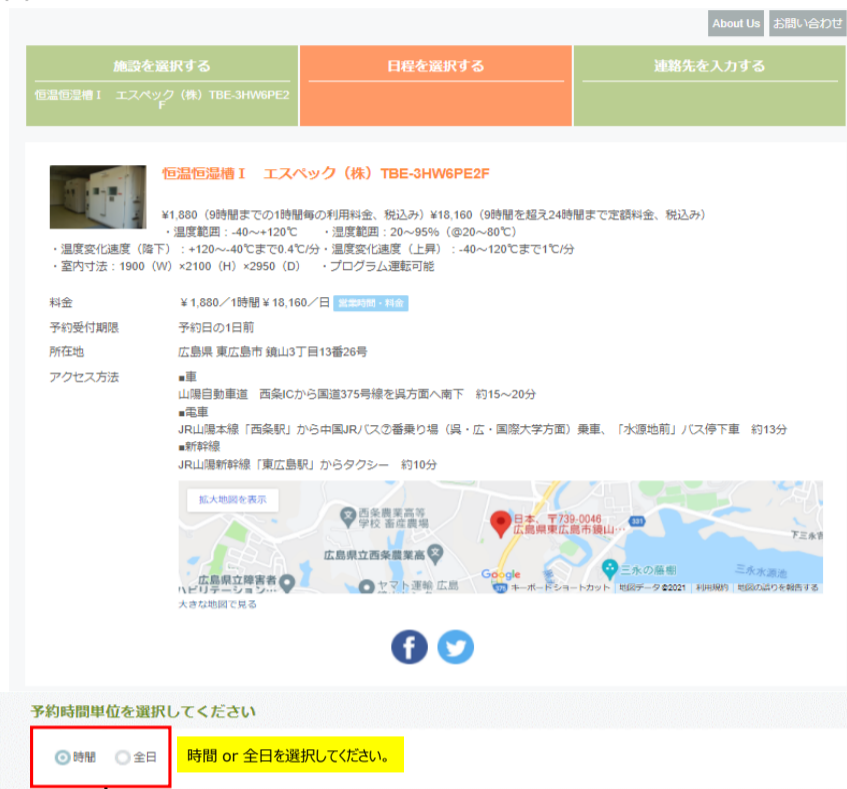 About Us お問い合わせ
施設を選択する
恒温恒湿槽Ⅰ エスペック（株）TBE-3HW6PE2
F
日程を選択する
連絡先を入力する
恒温恒湿槽Ⅰ エスペック（株）TBE-3HW6PE2F
¥1,880（9時間までの1時間毎の利用料金、税込み）¥18,160（9時間を超え24時間まで定額料金、税込み）
・温度範囲：-40～+120℃ ・湿度範囲：20～95%（@20～80℃）
・温度変化速度（降下）：+120～-40℃まで0.4℃/分・温度変化速度（上昇）：-40～120℃まで1℃/分
・室内寸法：1900（W）×2100（H）×2950（D） ・プログラム運転可能
料金 ¥ 1,880／1時間 ¥ 18,160／日 営業時間・料金
予約受付期限 予約日の1日前
所在地 広島県 東広島市 鏡山3丁目13番26号
アクセス方法 ■車
山陽自動車道 西条ICから国道375号線を呉方面へ南下 約15～20分
■電車
JR山陽本線「西条駅」から中国JRバス⑦番乗り場（呉・広・国際大学方面）乗車、「水源地前」バス停下車 約13分
■新幹線
JR山陽新幹線「東広島駅」からタクシー 約10分
拡大地図を表示
西条農業高等
学校 畜産農場
日本、〒739-0046
広島県東広島市鏡山…
下三永
広島県立西条農業高
広島県立障害者
ハビリテーション…
ヤマト運輸 広島
Google
三永の藤棚
三永水源池
キーボード ショートカット 地図データ ©2021 利用規約 地図の誤りを報告する
大きな地図で見る
予約時間単位を選択してください
時間 全日 時間 or 全日を選択してください。